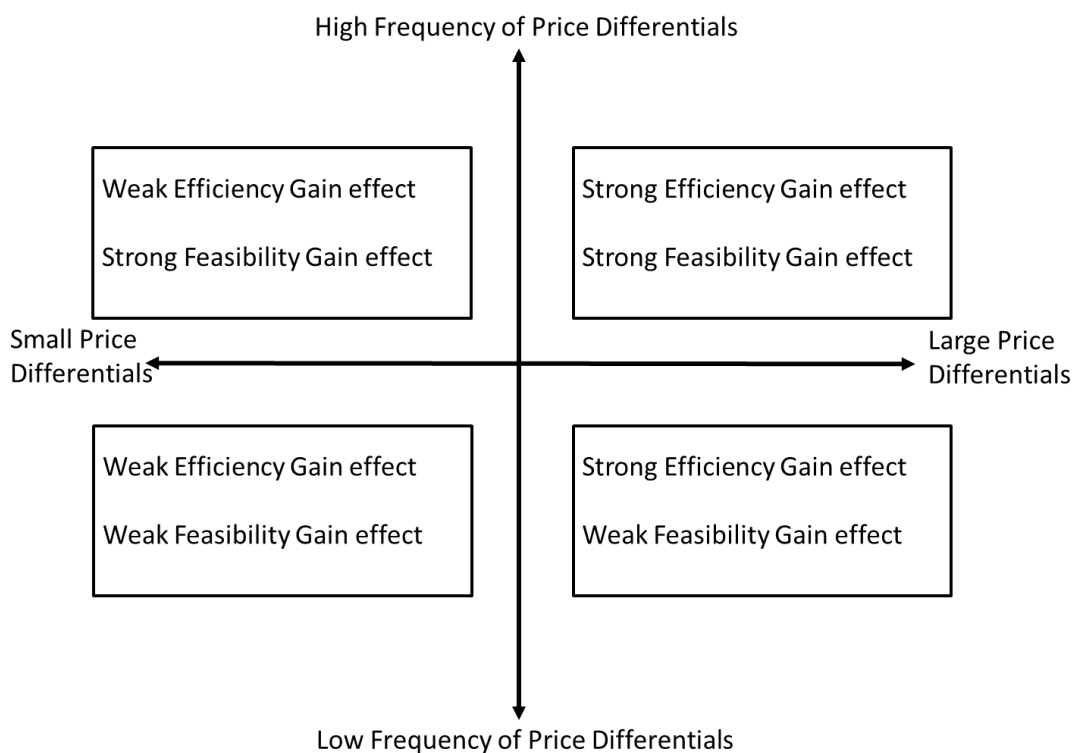 High Frequency of Price Differentials
Weak Efficiency Gain effect
Strong Feasibility Gain effect
Strong Efficiency Gain effect
Strong Feasibility Gain effect
Small Price
Differentials
Large Price
Differentials
Weak Efficiency Gain effect
Weak Feasibility Gain effect
Strong Efficiency Gain effect
Weak Feasibility Gain effect
Low Frequency of Price Differentials